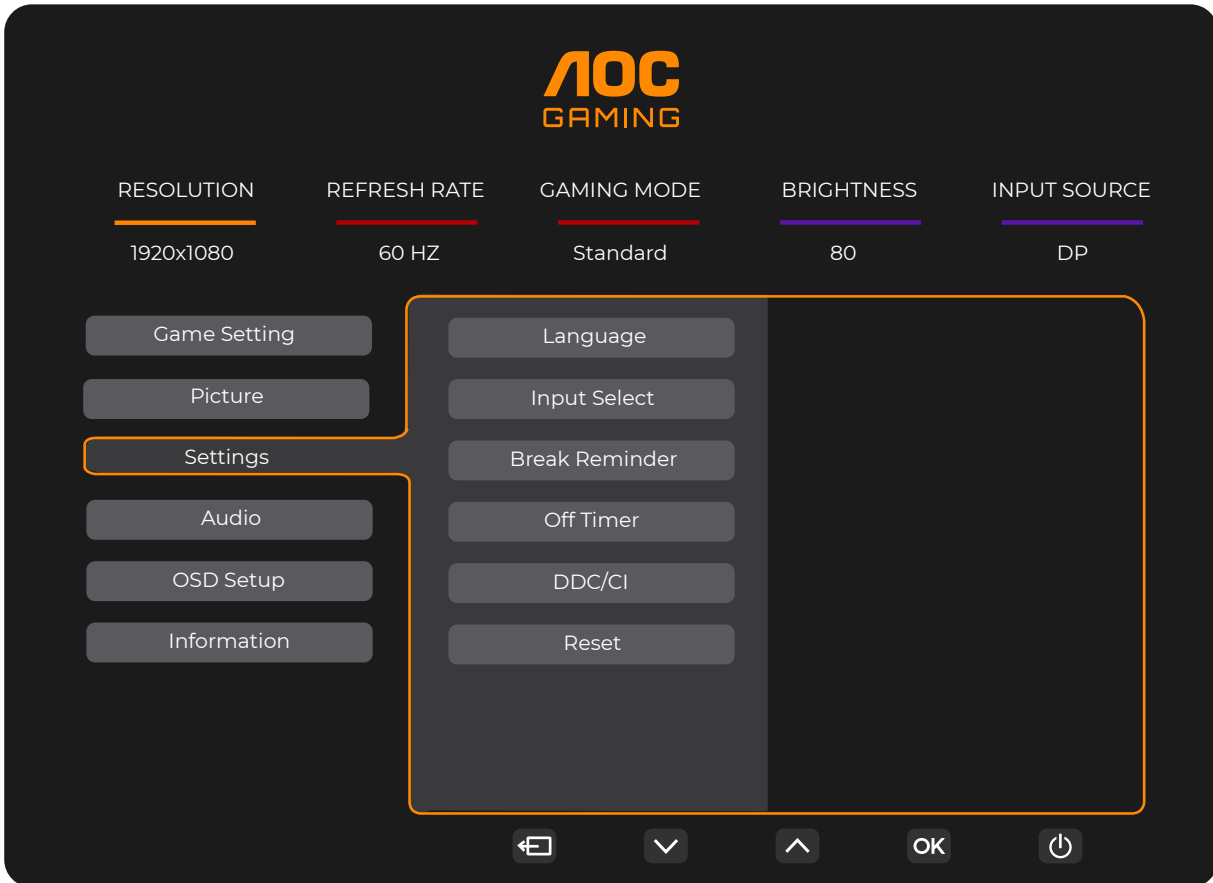 AOC
GAMING
RESOLUTION REFRESH RATE GAMING MODE BRIGHTNESS INPUT SOURCE
1920x1080 60 HZ Standard 80 DP
Game Setting
Picture
Settings
Audio
OSD Setup
Information
Language
Input Select
Break Reminder
Off Timer
DDC/CI
Reset
OK